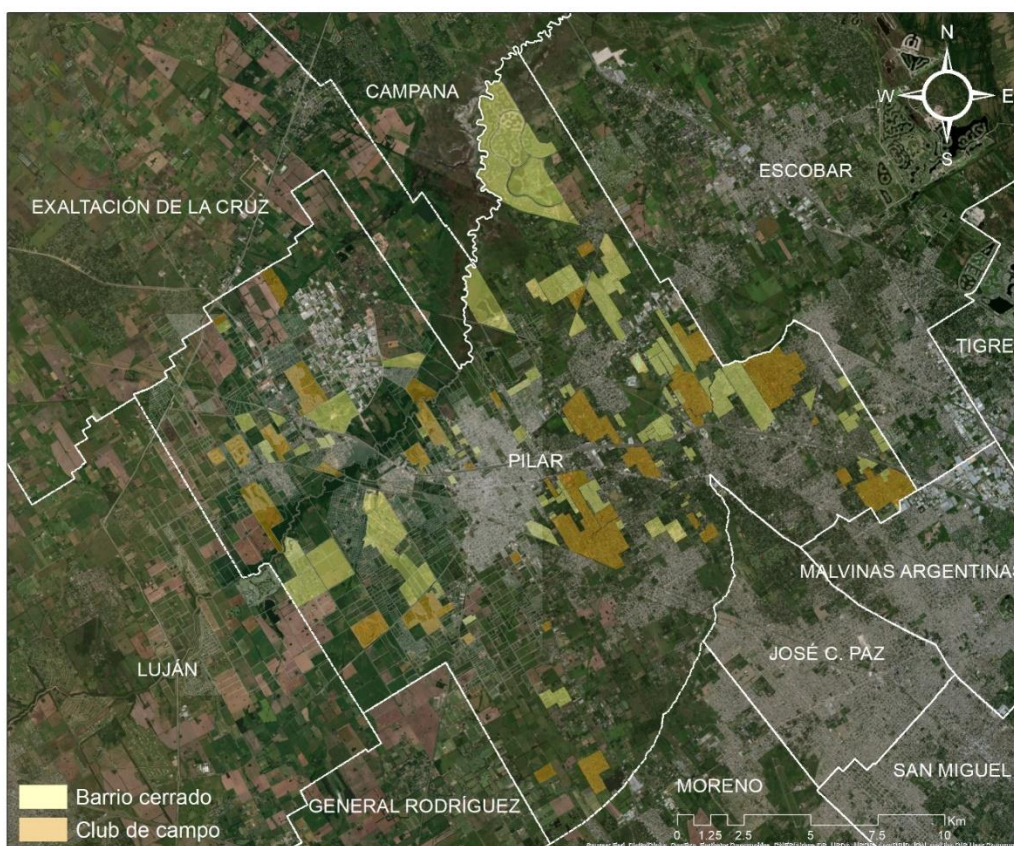 N
W E
S
CAMPANA
ESCOBAR
EXALTACIÓN DE LA CRUZ
TIGRE
PILAR
MALVINAS ARGENTINAS
JOSÉ C. PAZ
LUJÁN
SAN MIGUEL
MORENO
GENERAL RODRÍGUEZ
Barrio cerrado
Club de campo
Km
0 1.25 2.5 5 7.5 10